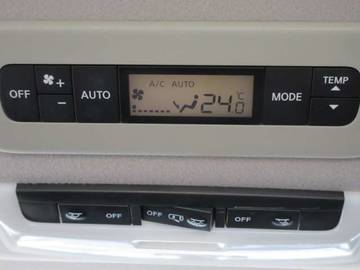 A/C AUTO
OFF + - AUTO 24.0 °C MODE TEMP
OFF OFF OFF